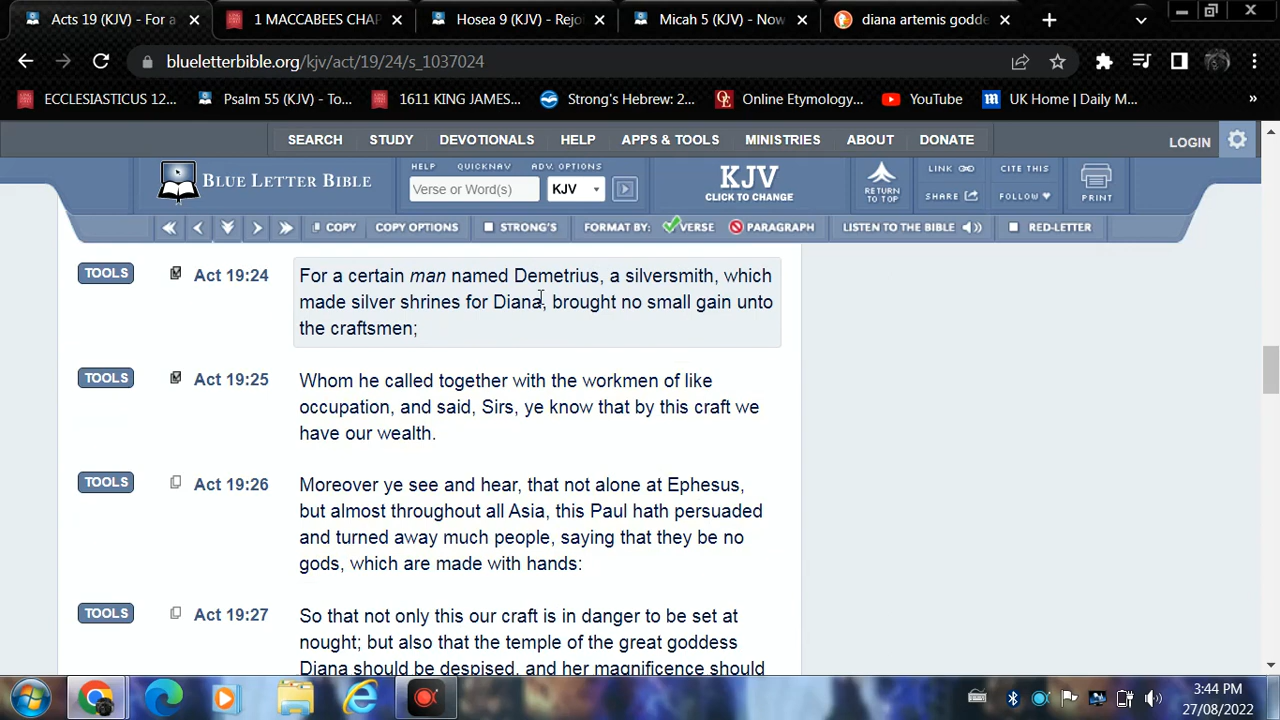 Acts 19 (KJV) - For a
1 MACCABEES CHAP
Hosea 9 (KJV) - Rejo
Micah 5 (KJV) - Now
diana artemis godde
blueletterbible.org/kjv/act/19/24/s_1037024
ECCLESIASTICUS 12...
Psalm 55 (KJV) - To...
1611 KING JAMES...
Strong's Hebrew: 2...
Online Etymology...
YouTube
UK Home | Daily M...
SEARCH STUDY DEVOTIONALS HELP APPS & TOOLS MINISTRIES ABOUT DONATE
LOGIN
BLUE LETTER BIBLE
HELP QUICKNAV ADV. OPTIONS
Verse or Word(s)
KJV
KJV
CLICK TO CHANGE
RETURN
TO TOP
LINK
CITE THIS
SHARE
FOLLOW
PRINT
COPY COPY OPTIONS STRONG'S FORMAT BY: VERSE PARAGRAPH LISTEN TO THE BIBLE RED-LETTER
TOOLS
Act 19:24
For a certain man named Demetrius, a silversmith, which
made silver shrines for Diana, brought no small gain unto
the craftsmen;
TOOLS
Act 19:25
Whom he called together with the workmen of like
occupation, and said, Sirs, ye know that by this craft we
have our wealth.
TOOLS
Act 19:26
Moreover ye see and hear, that not alone at Ephesus,
but almost throughout all Asia, this Paul hath persuaded
and turned away much people, saying that they be no
gods, which are made with hands:
TOOLS
Act 19:27
So that not only this our craft is in danger to be set at
nought; but also that the temple of the great goddess
Diana should be despised, and her magnificence should
3:44 PM
27/08/2022